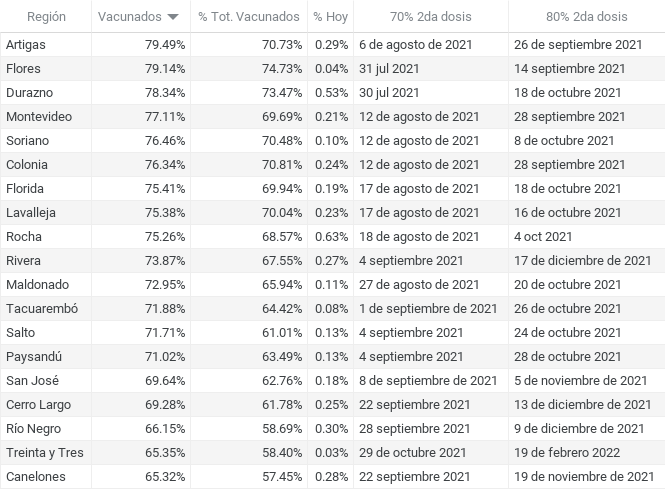 Región Vacunados % Tot. Vacunados % Hoy 70% 2da dosis 80% 2da dosis
Artigas 79.49% 70.73% 0.29% 6 de agosto de 2021 26 de septiembre 2021
Flores 79.14% 74.73% 0.04% 31 jul 2021 14 septiembre 2021
Durazno 78.34% 73.47% 0.53% 30 jul 2021 18 de octubre 2021
Montevideo 77.11% 69.69% 0.21% 12 de agosto de 2021 28 septiembre 2021
Soriano 76.46% 70.48% 0.10% 12 de agosto de 2021 8 de octubre 2021
Colonia 76.34% 70.81% 0.24% 12 de agosto de 2021 28 septiembre 2021
Florida 75.41% 69.94% 0.19% 17 de agosto de 2021 18 de octubre 2021
Lavalleja 75.38% 70.04% 0.23% 17 de agosto de 2021 16 de octubre 2021
Rocha 75.26% 68.57% 0.63% 18 de agosto de 2021 4 oct 2021
Rivera 73.87% 67.55% 0.27% 4 septiembre 2021 17 de diciembre de 2021
Maldonado 72.95% 65.94% 0.11% 27 de agosto de 2021 20 de octubre 2021
Tacuarembó 71.88% 64.42% 0.08% 1 de septiembre de 2021 26 de octubre 2021
Salto 71.71% 61.01% 0.13% 4 septiembre 2021 24 de octubre 2021
Paysandú 71.02% 63.49% 0.13% 4 septiembre 2021 28 de octubre 2021
San José 69.64% 62.76% 0.18% 8 de septiembre de 2021 5 de noviembre de 2021
Cerro Largo 69.28% 61.78% 0.25% 22 septiembre 2021 13 de diciembre de 2021
Río Negro 66.15% 58.69% 0.30% 28 septiembre 2021 9 de diciembre de 2021
Treinta y Tres 65.35% 58.40% 0.03% 29 de octubre de 2021 19 de febrero 2022
Canelones 65.32% 57.45% 0.28% 22 septiembre 2021 19 de noviembre de 2021